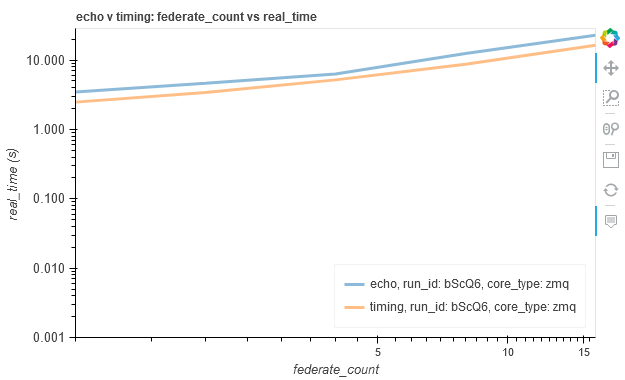 echo v timing: federate_count vs real_time
10.000
1.000
0.100
0.010
0.001
real_time (s)
echo, run_id: bScQ6, core_type: zmq
timing, run_id: bScQ6, core_type: zmq
5
10
15
federate_count